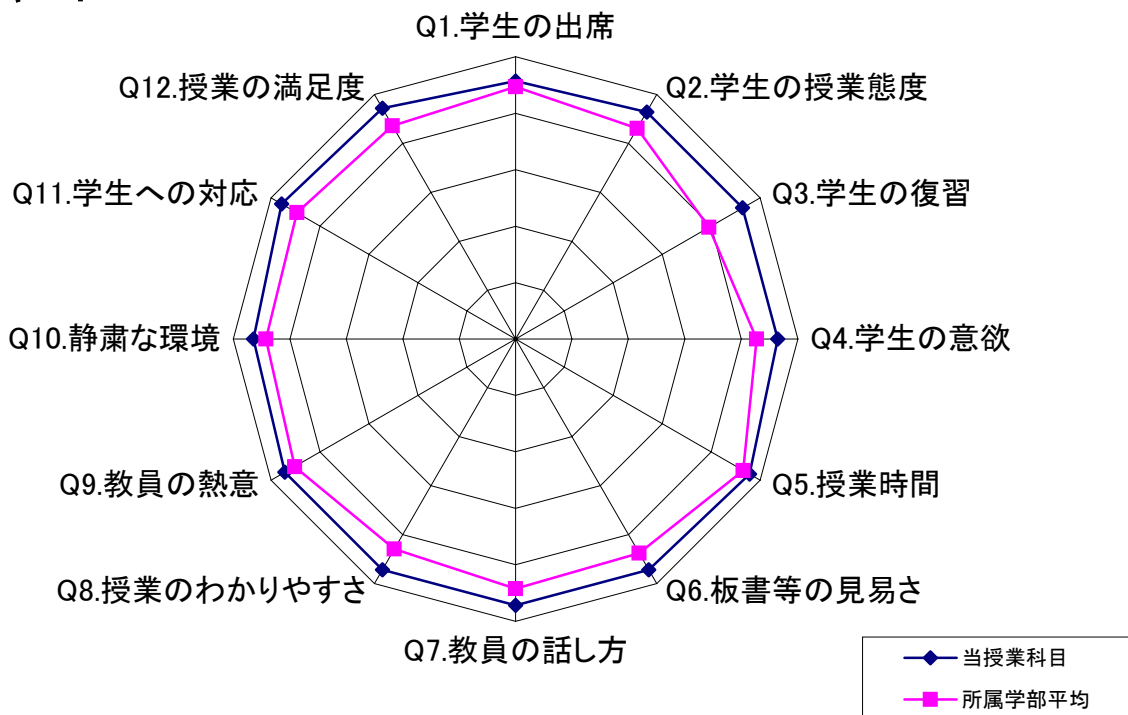 Q1.学生の出席
Q2.学生の授業態度
Q3.学生の復習
Q4.学生の意欲
Q5.授業時間
Q6.板書等の見易さ
Q7.教員の話し方
Q8.授業のわかりやすさ
Q9.教員の熱意
Q10.静粛な環境
Q11.学生への対応
Q12.授業の満足度
当授業科目
所属学部平均